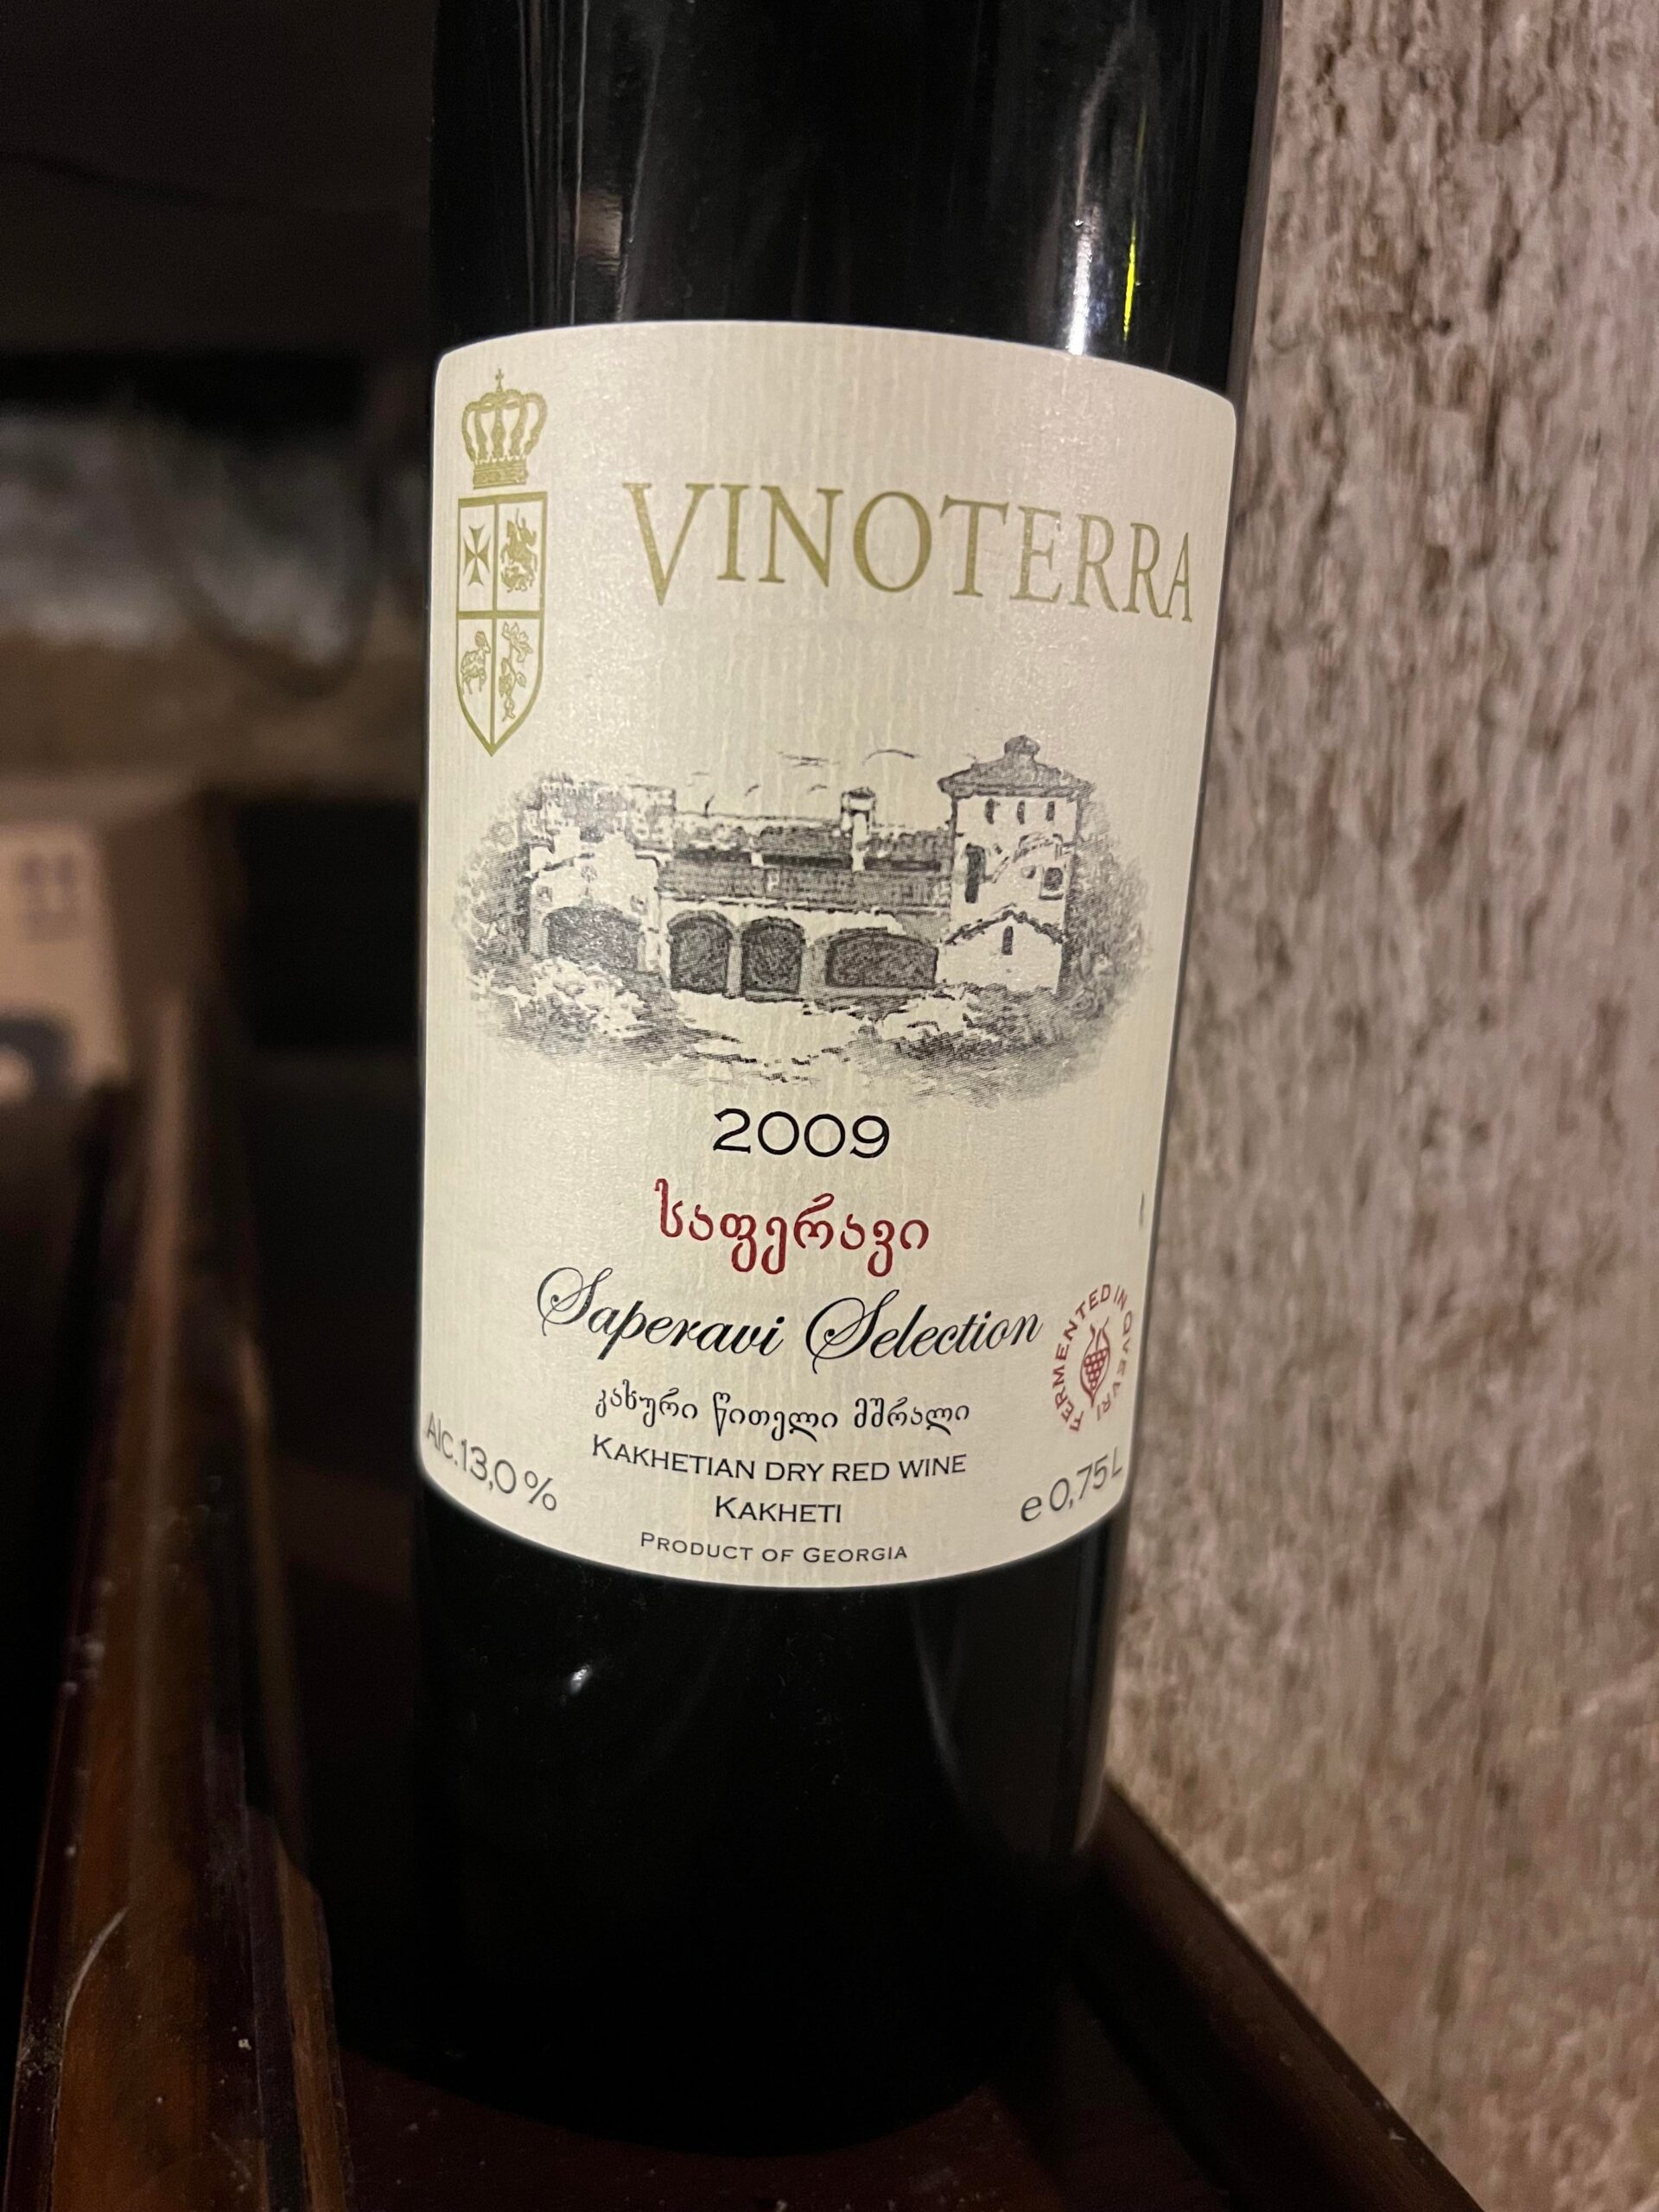 VINOTERRA
2009
საფერავი
Saperavi Selection
FERMENTED IN QVEVRI
კახური წითელი მშრალი
KAKHETIAN DRY RED WINE
KAKHETI
PRODUCT OF GEORGIA
Alc.13,0%
e 0,75L